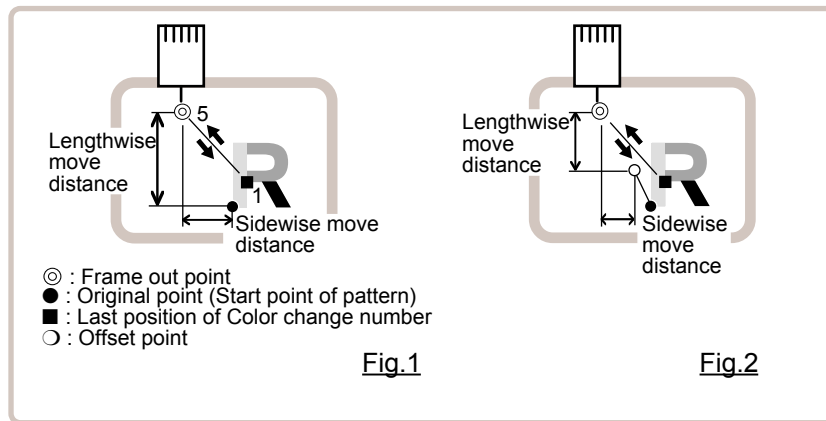 5
Lengthwise
move
distance
R
1
Sidewise move
distance
◎ : Frame out point
● : Original point (Start point of pattern)
■ : Last position of Color change number
❍ : Offset point
Fig.1
Lengthwise
move
distance
R
Sidewise
move
distance
Fig.2